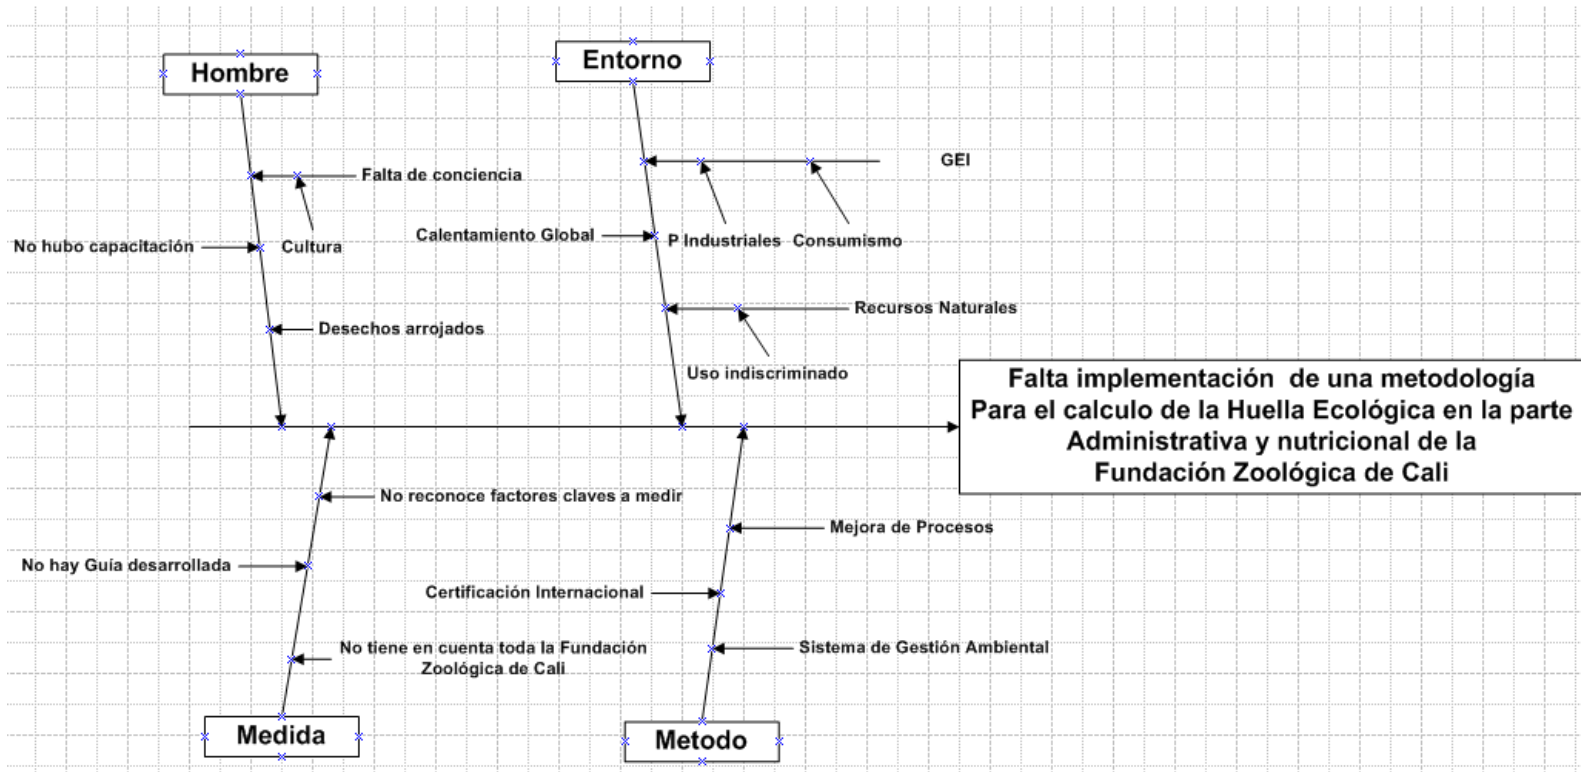 Hombre
Entorno
GEI
Falta de conciencia
Calentamiento Global
P Industriales
Consumismo
No hubo capacitación
Cultura
Recursos Naturales
Desechos arrojados
Uso indiscriminado
Falta implementación de una metodología
Para el calculo de la Huella Ecológica en la parte
Administrativa y nutricional de la
Fundación Zoológica de Cali
No reconoce factores claves a medir
Mejora de Procesos
No hay Guía desarrollada
Certificación Internacional
No tiene en cuenta toda la Fundación
Zoológica de Cali
Sistema de Gestión Ambiental
Medida
Metodo